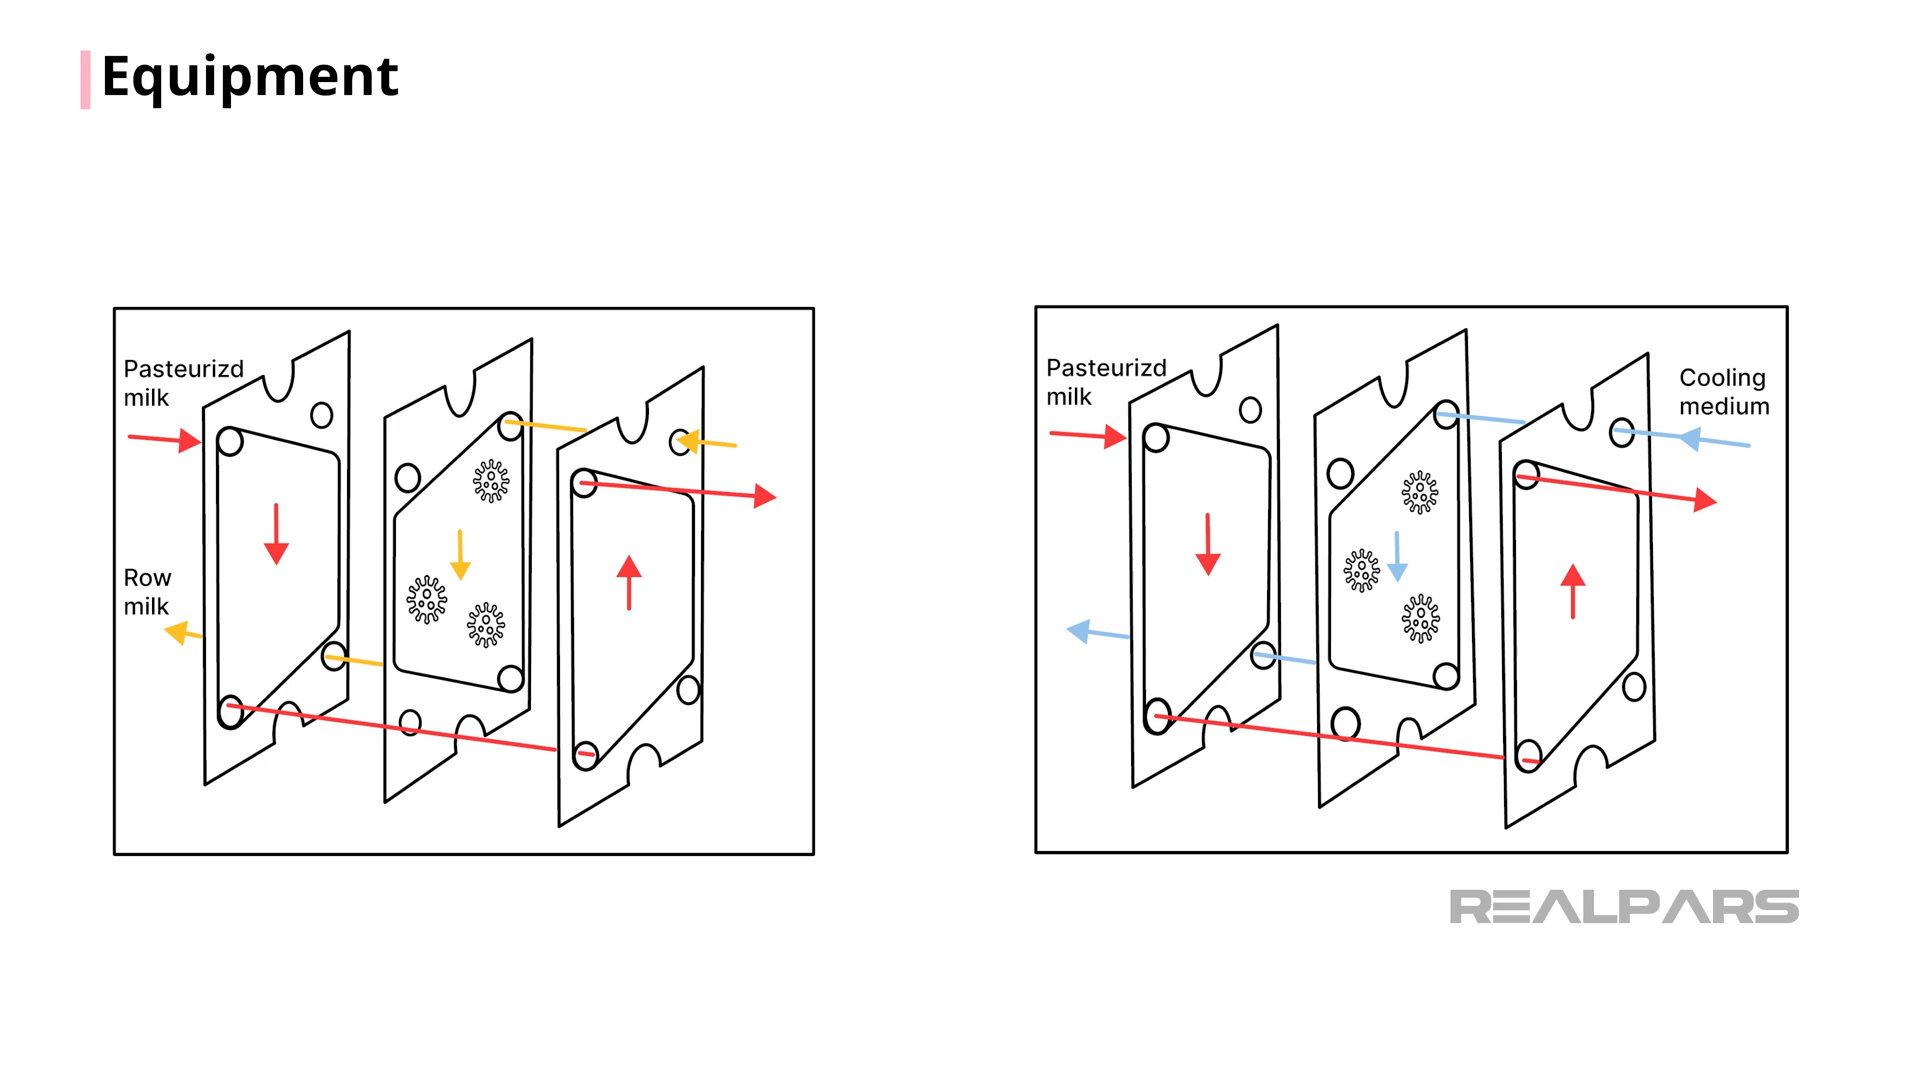 Equipment
Pasteurizd
milk
Row
milk
Pasteurizd
milk
Cooling
medium
REALPARS